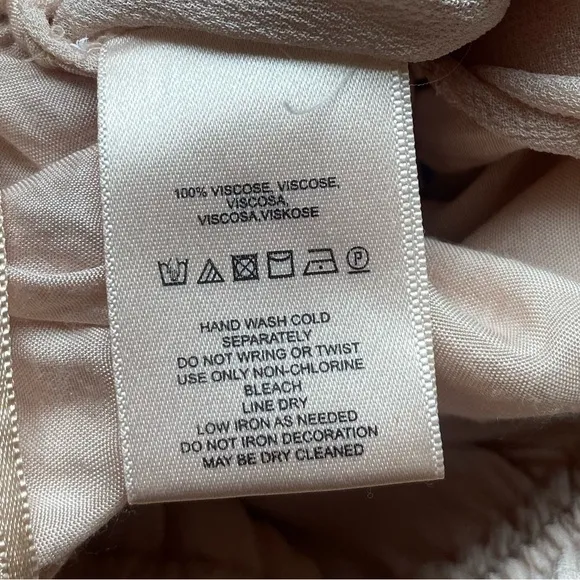 100% VISCOSE, VISCOSE,
VISCOSA,
VISCOSA,VISKOSE
P
HAND WASH COLD
SEPARATELY
DO NOT WRING OR TWIST
USE ONLY NON-CHLORINE
BLEACH
LINE DRY
LOW IRON AS NEEDED
DO NOT IRON DECORATION
MAY BE DRY CLEANED